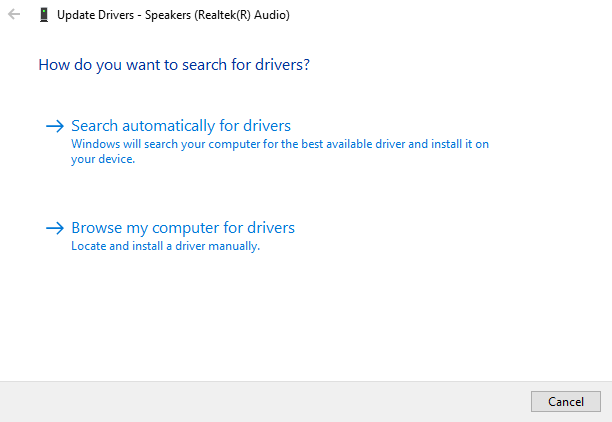 Update Drivers - Speakers (Realtek(R) Audio)
How do you want to search for drivers?
Search automatically for drivers
Windows will search your computer for the best available driver and install it on
your device.
Browse my computer for drivers
Locate and install a driver manually.
Cancel